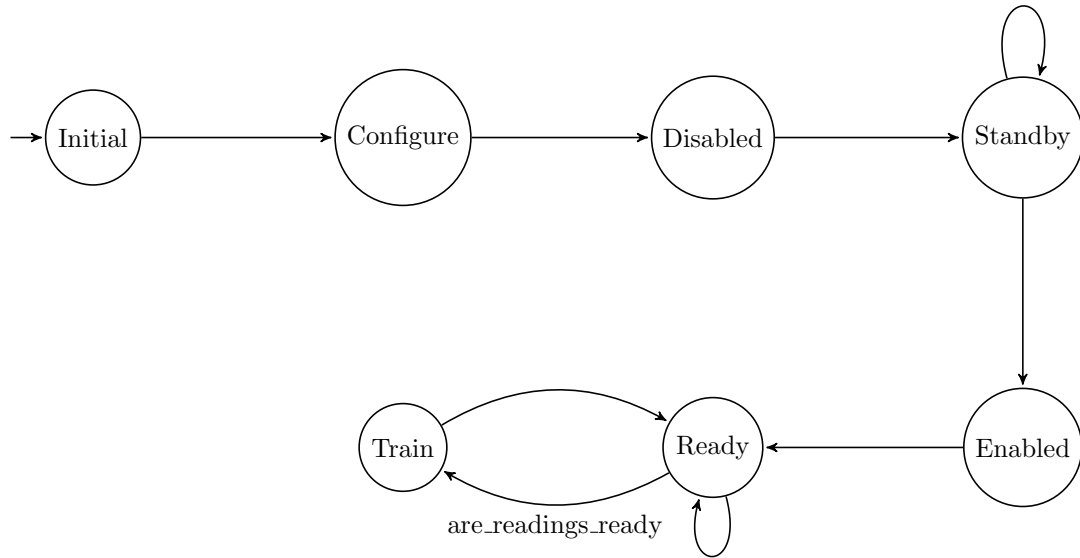 Initial
Configure
Disabled
Standby
Train
Ready
Enabled
are_readings_ready